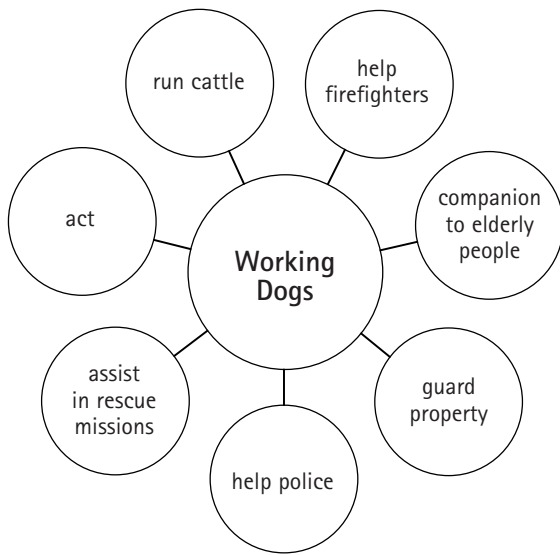 run cattle
help
firefighters
act
companion
to elderly
people
Working
Dogs
assist
in rescue
missions
guard
property
help police